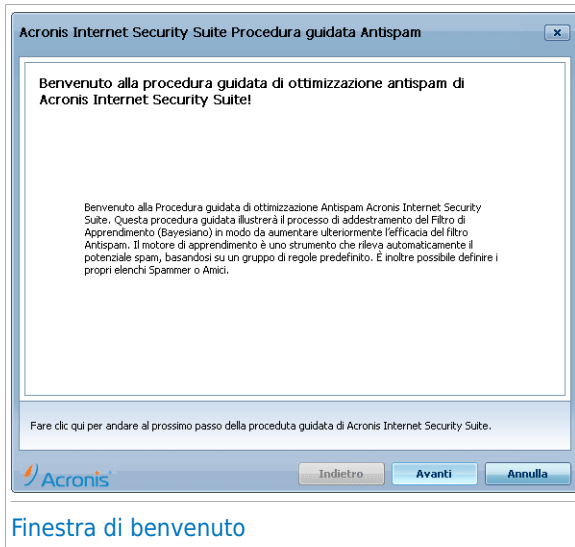 Acronis Internet Security Suite Procedura guidata Antispam
Benvenuto alla procedura guidata di ottimizzazione antispam di
Acronis Internet Security Suite!
Benvenuto alla Procedura guidata di ottimizzazione Antispam Acronis Internet Security
Suite. Questa procedura guidata illustrerà il processo di addestramento del Filtro di
Apprendimento (Bayesiano) in modo da aumentare ulteriormente l'efficacia del filtro
Antispam. Il motore di apprendimento è uno strumento che rileva automaticamente il
potenziale spam, basandosi su un gruppo di regole predefinito. È inoltre possibile definire i
propri elenchi Spammer o Amici.
Fare clic qui per andare al prossimo passo della proceduta guidata di Acronis Internet Security Suite.
Acronis
Indietro
Avanti
Annulla
Finestra di benvenuto